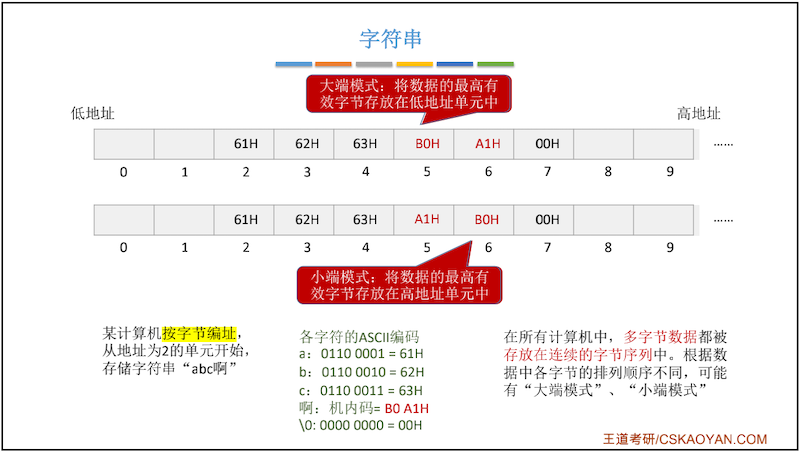 字符串
大端模式：将数据的最高有
效字节存放在低地址单元中
低地址
高地址
61H 62H 63H B0H A1H 00H ······
0 1 2 3 4 5 6 7 8 9
61H 62H 63H A1H B0H 00H ······
0 1 2 3 4 5 6 7 8 9
小端模式：将数据的最高有
效字节存放在高地址单元中
某计算机按字节编址，
从地址为2的单元开始，
存储字符串“abc啊”
各字符的ASCII编码
a：0110 0001 = 61H
b：0110 0010 = 62H
c：0110 0011 = 63H
啊：机内码= B0 A1H
\0: 0000 0000 = 00H
在所有计算机中，多字节数据都被
存放在连续的字节序列中。根据数
据中各字节的排列顺序不同，可能
有“大端模式”、“小端模式”
王道考研/CSKAOYAN.COM